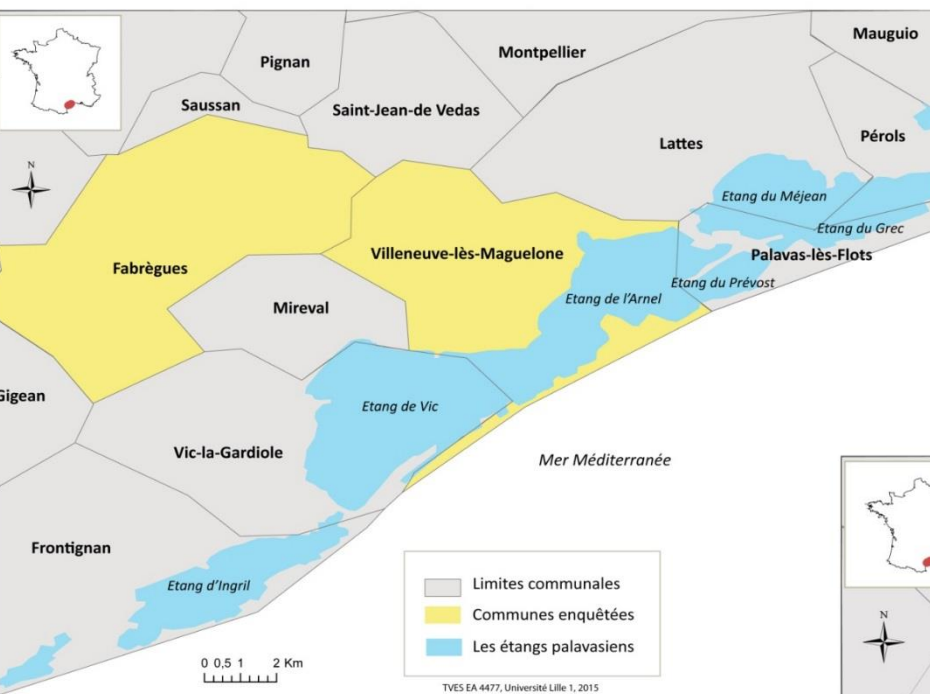 Mauguio
Montpellier
Pignan
Saussan
Saint-Jean-de Vedas
Lattes
Pérols
N
Etang du Méjean
Etang du Grec
Villeneuve-lès-Maguelone
Palavas-lès-Flots
Fabrègues
Etang du Prévost
Etang de l'Arnel
Mireval
Gigean
Etang de Vic
Vic-la-Gardiole
Mer Méditerranée
Frontignan
Etang d'Ingril
Limites communales
Communes enquêtées
Les étangs palavasiens
N
0 0,5 1 2 Km
TVES EA 4477, Université Lille 1, 2015